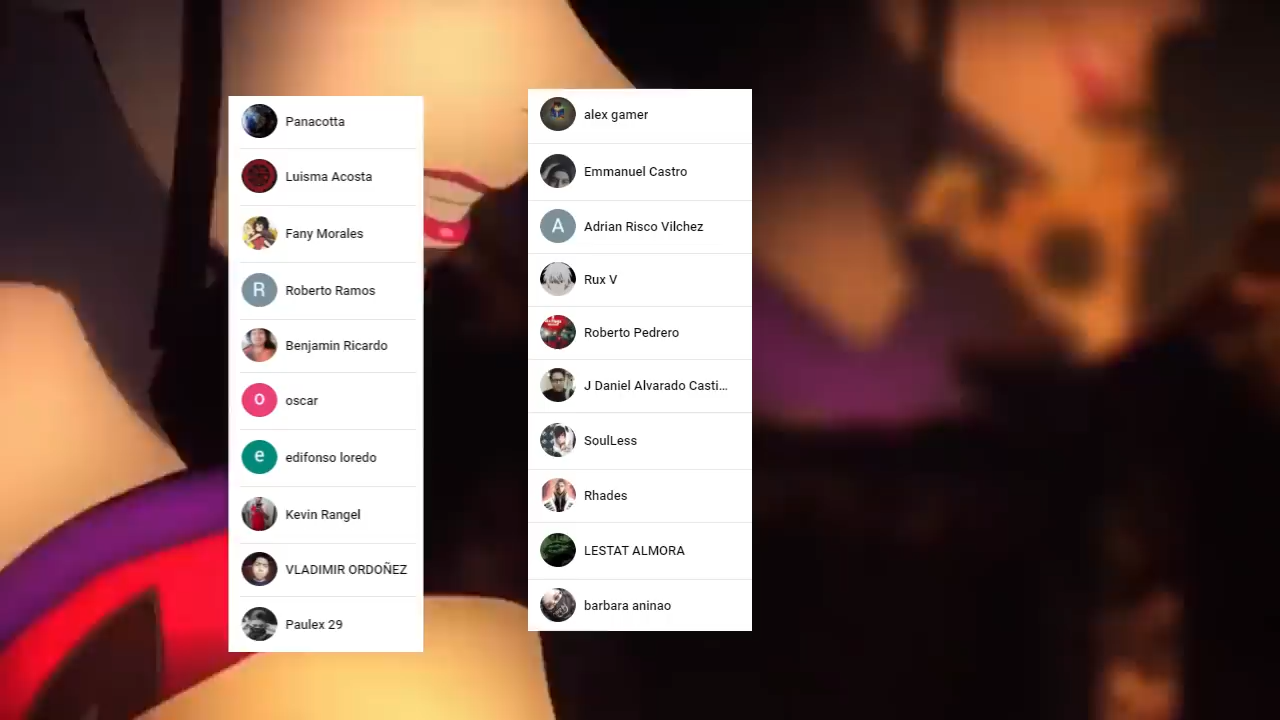 Panacotta
Luisma Acosta
Fany Morales
R
Roberto Ramos
Benjamin Ricardo
o
oscar
e
edifonso loredo
Kevin Rangel
VLADIMIR ORDOÑEZ
Paulex 29
alex gamer
Emmanuel Castro
A
Adrian Risco Vilchez
Rux V
Roberto Pedrero
J Daniel Alvarado Casti...
SoulLess
Rhades
LESTAT ALMORA
barbara aninao